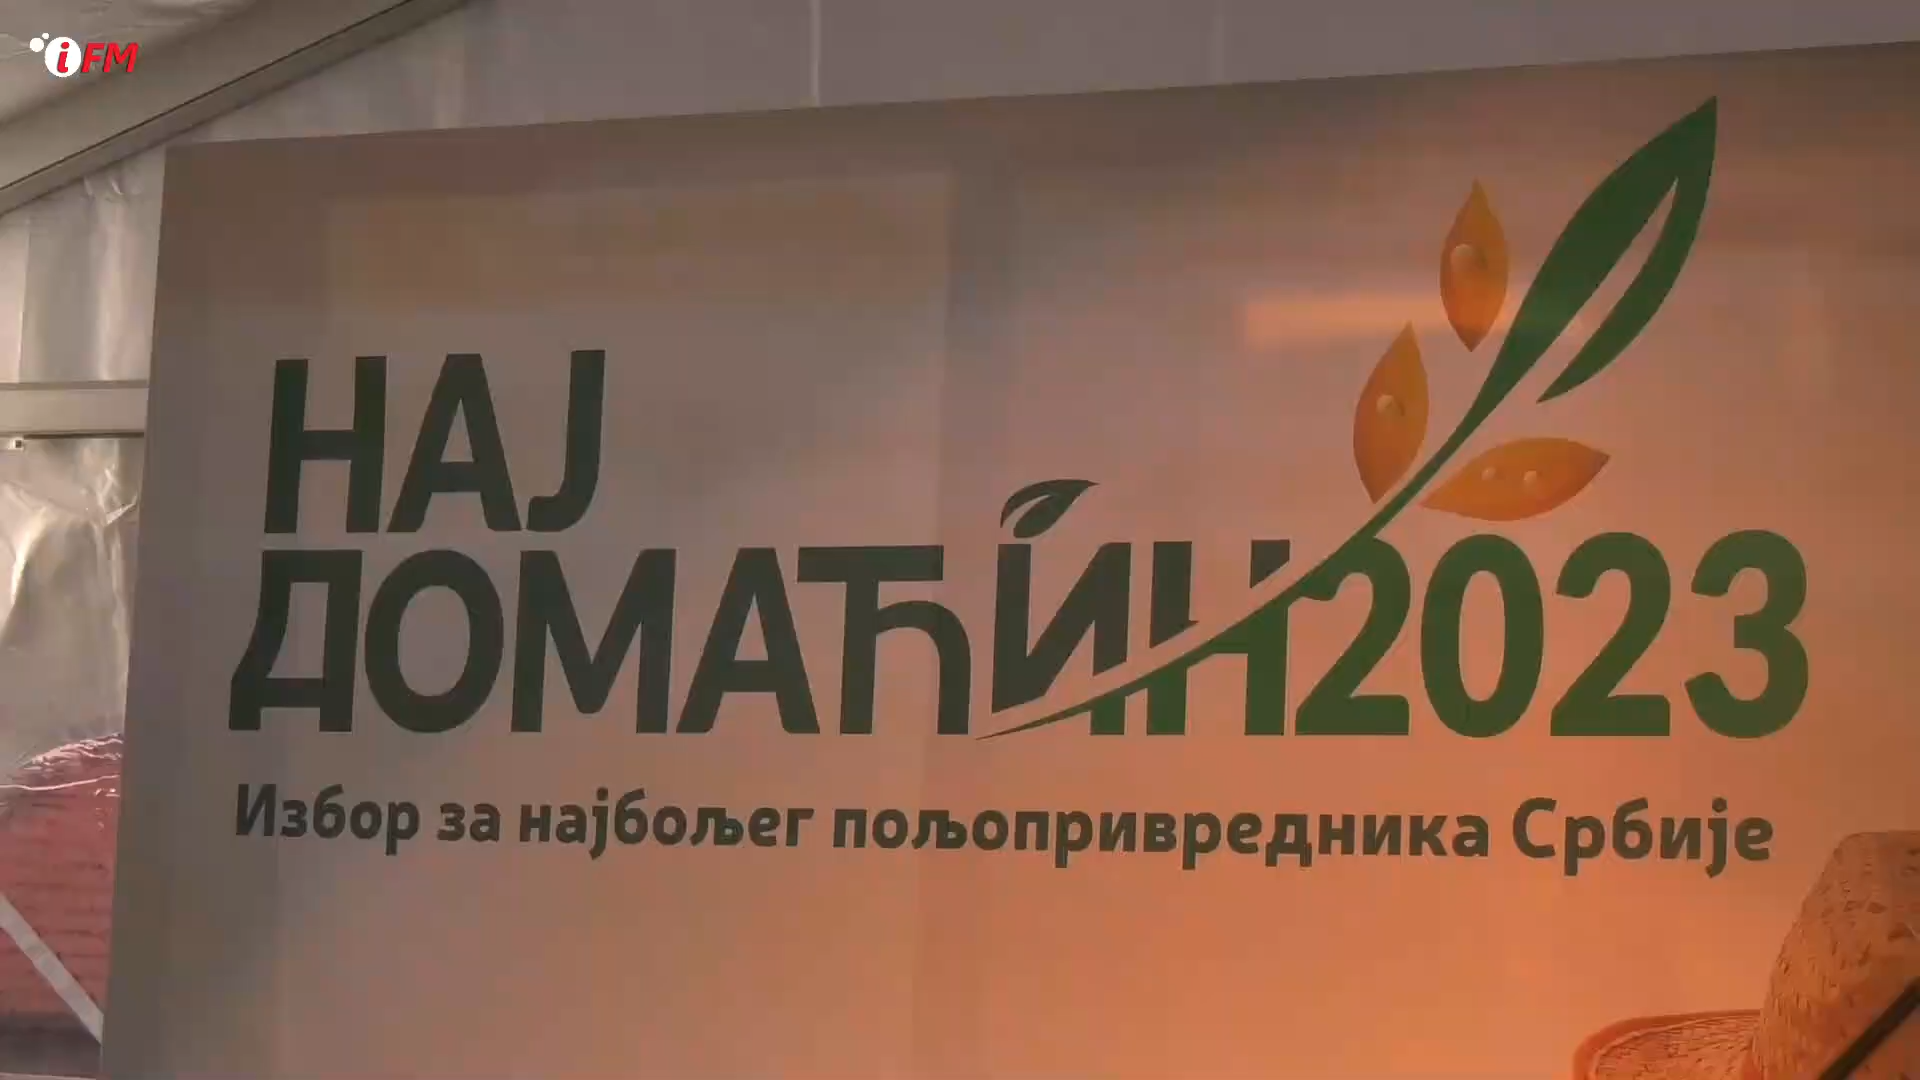 iFM
НАЈ
ДОМАЋИН2023
Избор за најбољег пољопривредника Србије